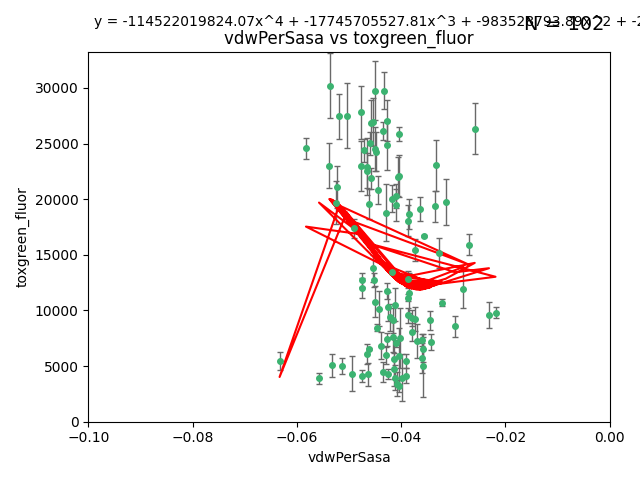 y = -114522019824.07x^4 + -17745705527.81x^3 + -983528793.89x^2 + -2
N = 102
vdwPerSasa vs toxgreen_fluor
toxgreen_fluor
30000
25000
20000
15000
10000
5000
0
−0.10 −0.08 −0.06 −0.04 −0.02 0.00
vdwPerSasa